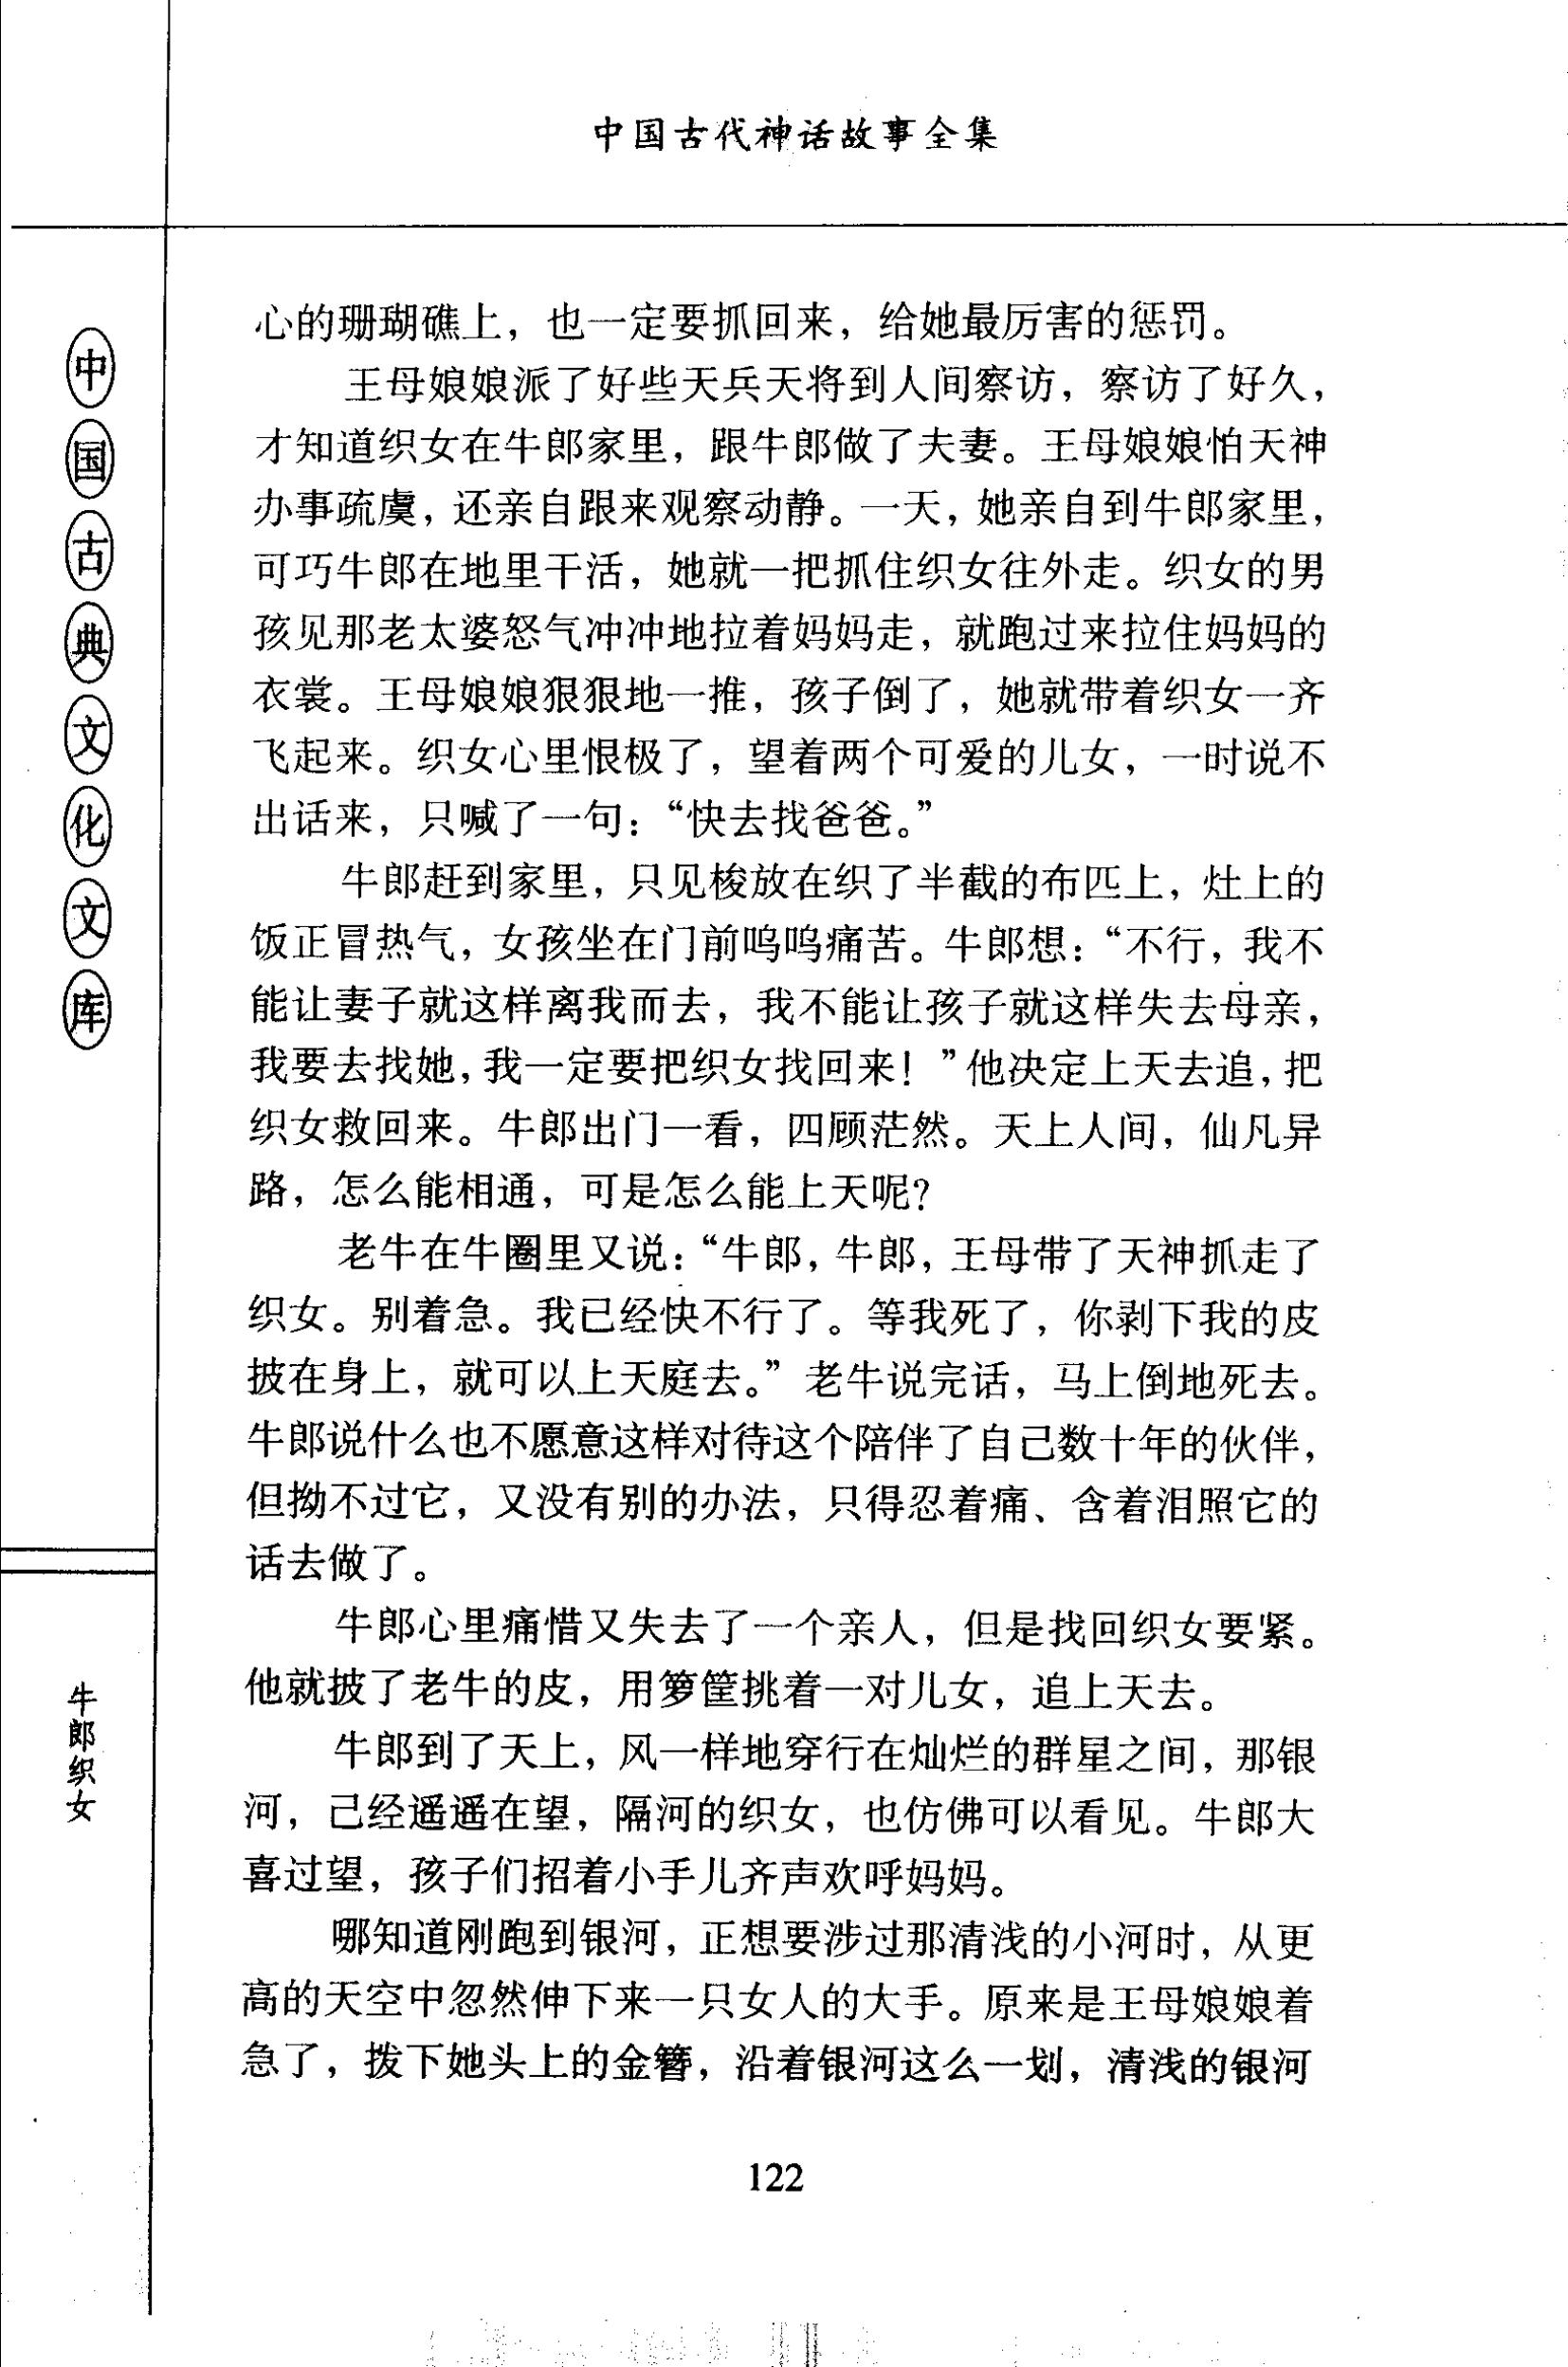 中国古代神话故事全集
中国古典文化文库
牛郎织女
心的珊瑚礁上，也一定要抓回来，给她最厉害的惩罚。
王母娘娘派了好些天兵天将到人间察访，察访了好久，
才知道织女在牛郎家里，跟牛郎做了夫妻。王母娘娘怕天神
办事疏虞，还亲自跟来观察动静。一天，她亲自到牛郎家里，
可巧牛郎在地里干活，她就一把抓住织女往外走。织女的男
孩见那老太婆怒气冲冲地拉着妈妈走，就跑过来拉住妈妈的
衣裳。王母娘娘狠狠地一推，孩子倒了，她就带着织女一齐
飞起来。织女心里恨极了，望着两个可爱的儿女，一时说不
出话来，只喊了一句：“快去找爸爸。”
牛郎赶到家里，只见梭放在织了半截的布匹上，灶上的
饭正冒热气，女孩坐在门前呜呜痛苦。牛郎想：“不行，我不
能让妻子就这样离我而去，我不能让孩子就这样失去母亲，
我要去找她，我一定要把织女找回来！”他决定上天去追，把
织女救回来。牛郎出门一看，四顾茫然。天上人间，仙凡异
路，怎么能相通，可是怎么能上天呢？
老牛在牛圈里又说：“牛郎，牛郎，王母带了天神抓走了
织女。别着急。我已经快不行了。等我死了，你剥下我的皮
披在身上，就可以上天庭去。”老牛说完话，马上倒地死去。
牛郎说什么也不愿意这样对待这个陪伴了自己数十年的伙伴，
但拗不过它，又没有别的办法，只得忍着痛、含着泪照它的
话去做了。
牛郎心里痛惜又失去了一个亲人，但是找回织女要紧。
他就披了老牛的皮，用箩筐挑着一对儿女，追上天去。
牛郎到了天上，风一样地穿行在灿烂的群星之间，那银
河，己经遥遥在望，隔河的织女，也仿佛可以看见。牛郎大
喜过望，孩子们招着小手儿齐声欢呼妈妈。
哪知道刚跑到银河，正想要涉过那清浅的小河时，从更
高的天空中忽然伸下来一只女人的大手。原来是王母娘娘着
急了，拨下她头上的金簪，沿着银河这么一划，清浅的银河
122